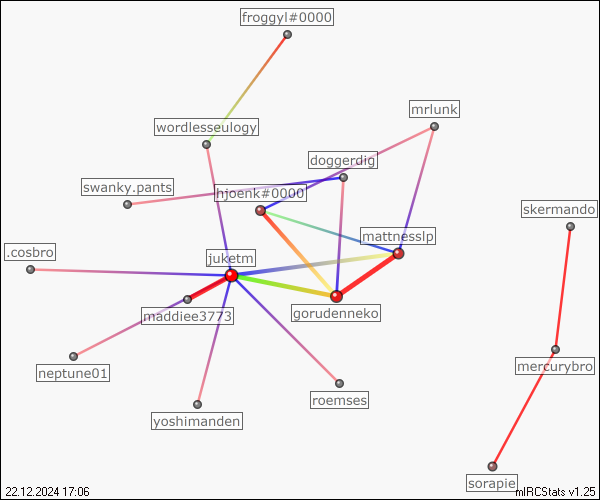 froggyl#0000
mrlunk
wordlesseulogy
doggerdig
swanky.pants
hjoenk#0000
skermando
mattnesslp
.cosbro
juketm
gorudenneko
maddiee3773
mercurybro
neptune01
roemses
yoshimanden
sorapie
22.12.2024 17:06
mIRCStats v1.25